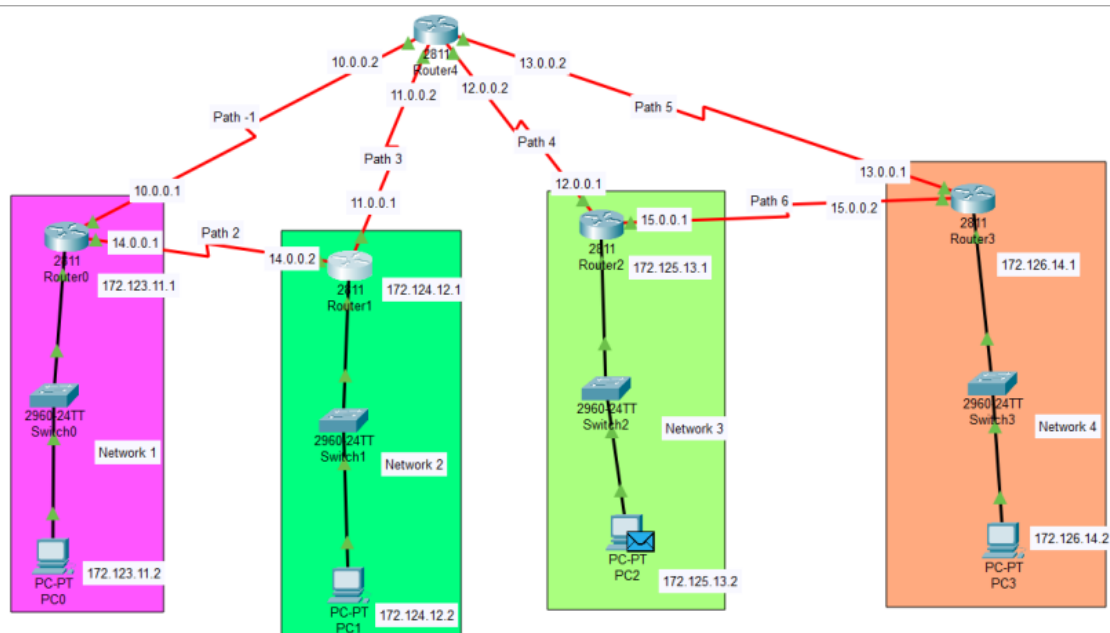 2811
Router4
10.0.0.2
13.0.0.2
11.0.0.2
12.0.0.2
Path -1
Path 5
Path 4
Path 3
10.0.0.1
12.0.0.1
13.0.0.1
11.0.0.1
15.0.0.1
Path 6
15.0.0.2
14.0.0.1
Path 2
14.0.0.2
2811
Router0
172.123.11.1
2811
Router1
172.124.12.1
2811
Router2
172.125.13.1
2811
Router3
172.126.14.1
2960-24TT
Switch0
Network 1
2960-24TT
Switch1
Network 2
2960-24TT
Switch2
Network 3
2960-24TT
Switch3
Network 4
PC-PT
PC0
172.123.11.2
PC-PT
PC1
172.124.12.2
PC-PT
PC2
172.125.13.2
PC-PT
PC3
172.126.14.2